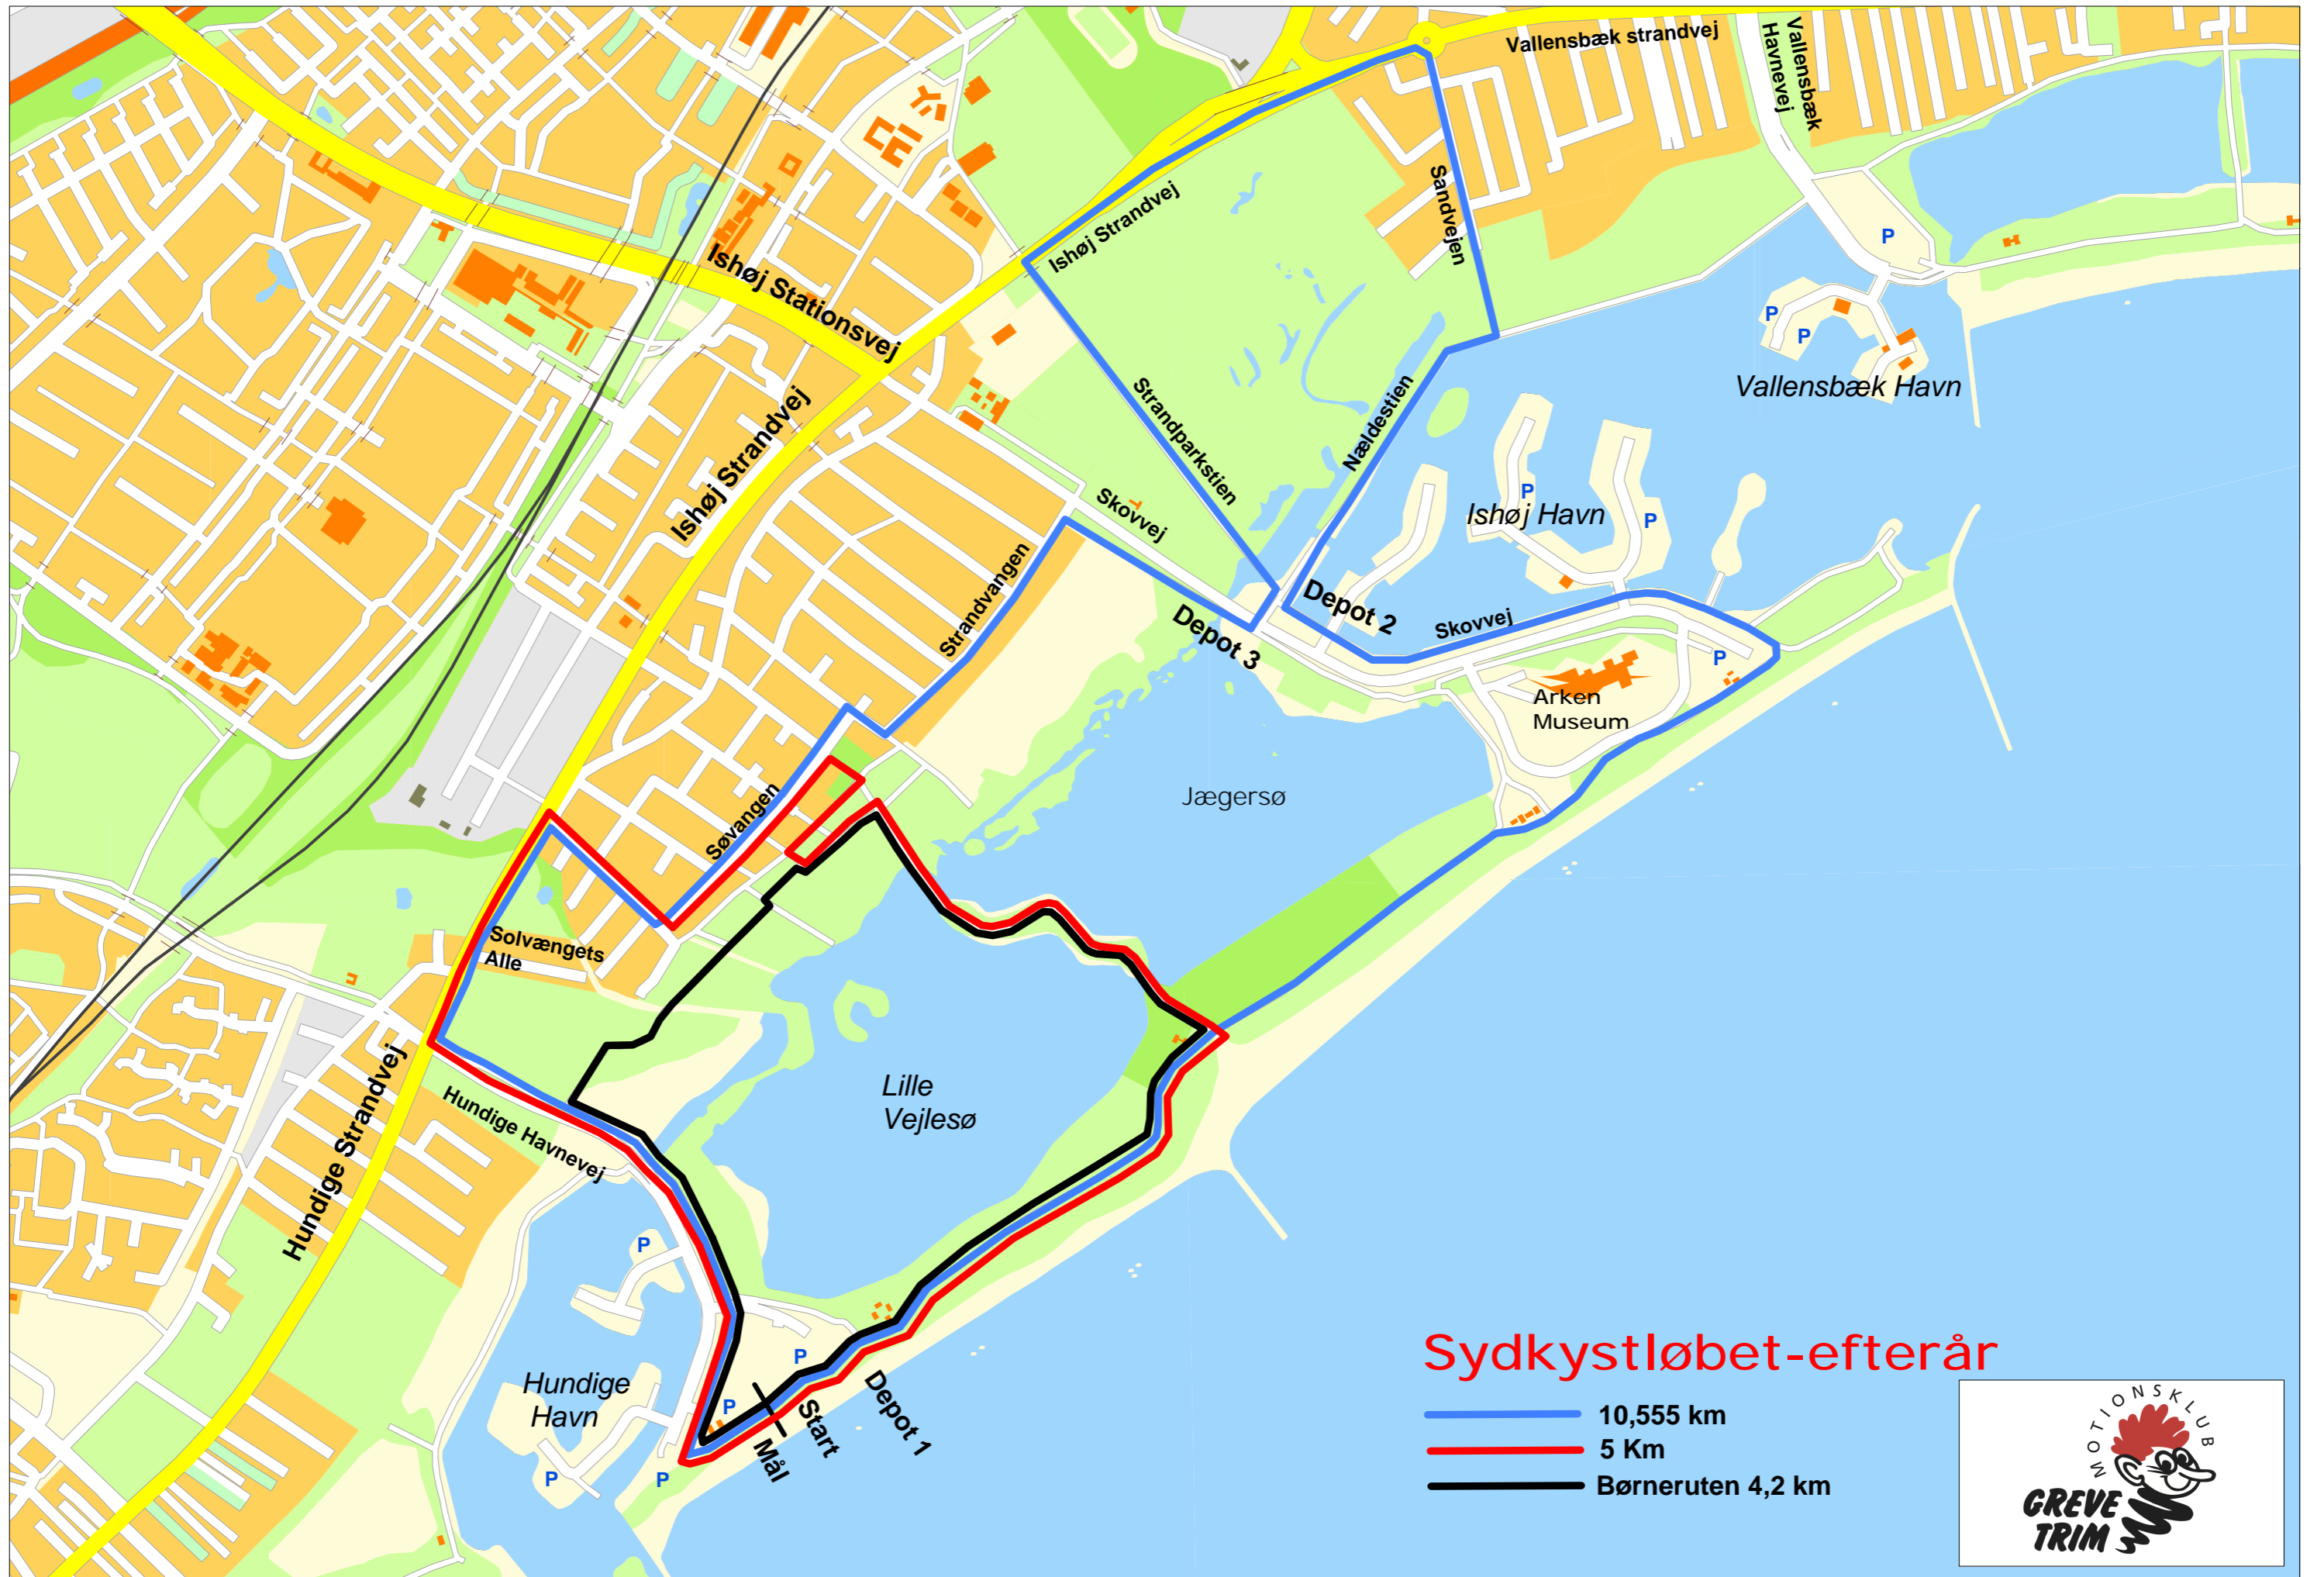 Vallensbæk strandvej
Vallensbæk
Havnevej
Sandvejen
Ishøj Strandvej
Ishøj Stationsvej
P
Vallensbæk Havn
P
P
Ishøj Strandvej
Strandparkstien
Nældestien
Skovvej
Ishøj Havn
P
P
Strandvangen
Depot 2
Depot 3
Skovvej
P
Arken
Museum
Søvangen
Jægersø
Solvængets
Alle
Lille
Vejlesø
Hundige Strandvej
Hundige Havnevej
P
Hundige
Havn
P
P
P
P
Start
Mål
Depot 1
Sydkystløbet-efterår
10,555 km
5 Km
Børneruten 4,2 km
MOTIONSKLUB
GREVE
TRIM